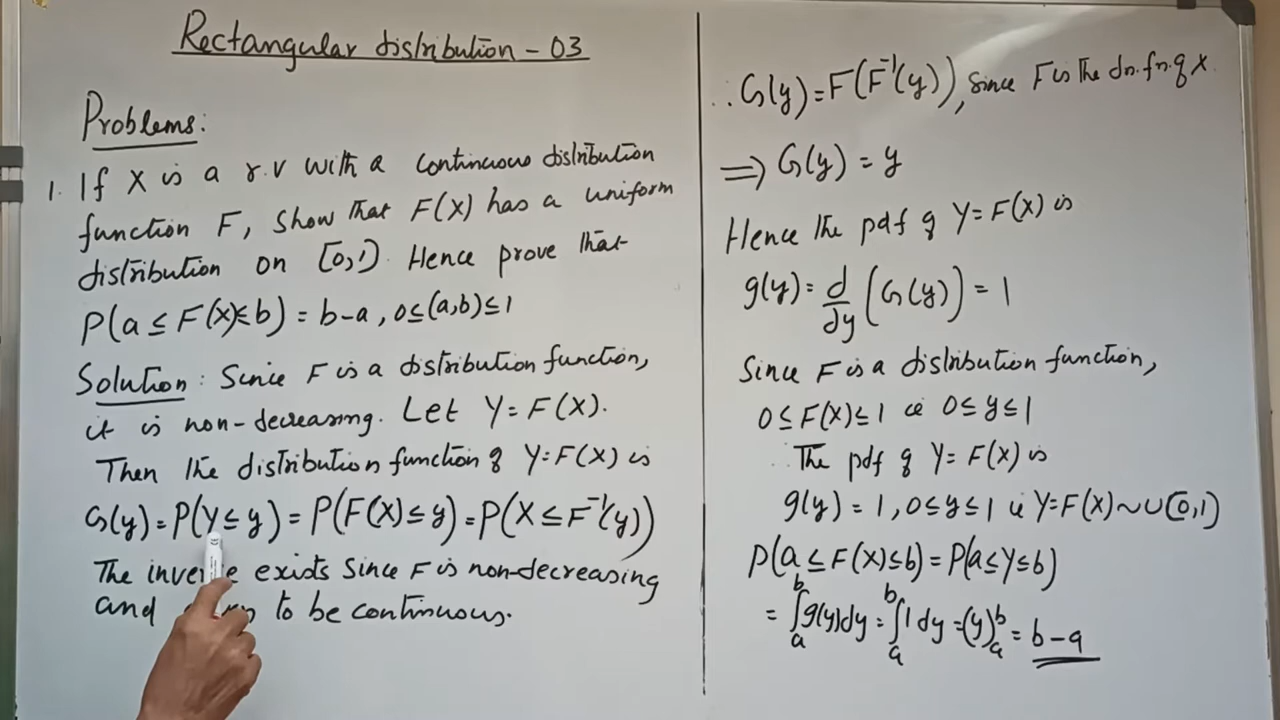 Rectangular distribution - 03
Problems:
1. If X is a r.v with a continuous distribution
function F, show that F(X) has a uniform
distribution on [0,1]. Hence prove that
P(a ≤ F(X) ≤ b) = b-a, 0≤(a,b)≤1
Solution: Since F is a distribution function,
it is non-decreasing. Let Y = F(X).
Then the distribution function of Y=F(X) is
G(y) = P(Y ≤ y) = P(F(X) ≤ y) = P(X ≤ F⁻¹(y))
The inverse exists since F is non-decreasing
and to be continuous.
∴ G(y) = F(F⁻¹(y)), since F is the dn. fn. of X.
⟹ G(y) = y
Hence the pdf of Y = F(X) is
g(y) = d/dy (G(y)) = 1
Since F is a distribution function,
0 ≤ F(X) ≤ 1 ie 0 ≤ y ≤ 1
∴ The pdf of Y = F(X) is
g(y) = 1, 0≤y≤1 ie Y=F(X)~U[0,1)
P(a ≤ F(X) ≤ b) = P(a ≤ Y ≤ b)
= ∫ₐᵇ g(y)dy = ∫ₐᵇ 1 dy = (y)ₐᵇ = b-a